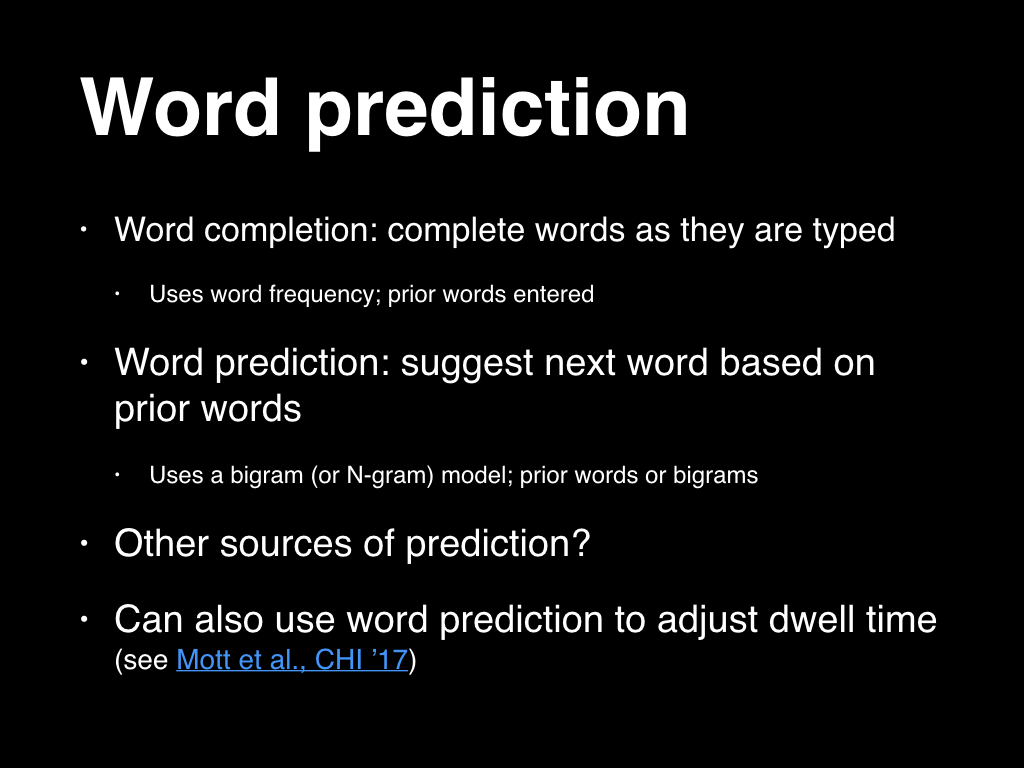 Word prediction
• Word completion: complete words as they are typed
• Uses word frequency; prior words entered
• Word prediction: suggest next word based on
prior words
• Uses a bigram (or N-gram) model; prior words or bigrams
• Other sources of prediction?
• Can also use word prediction to adjust dwell time
(see Mott et al., CHI ’17)